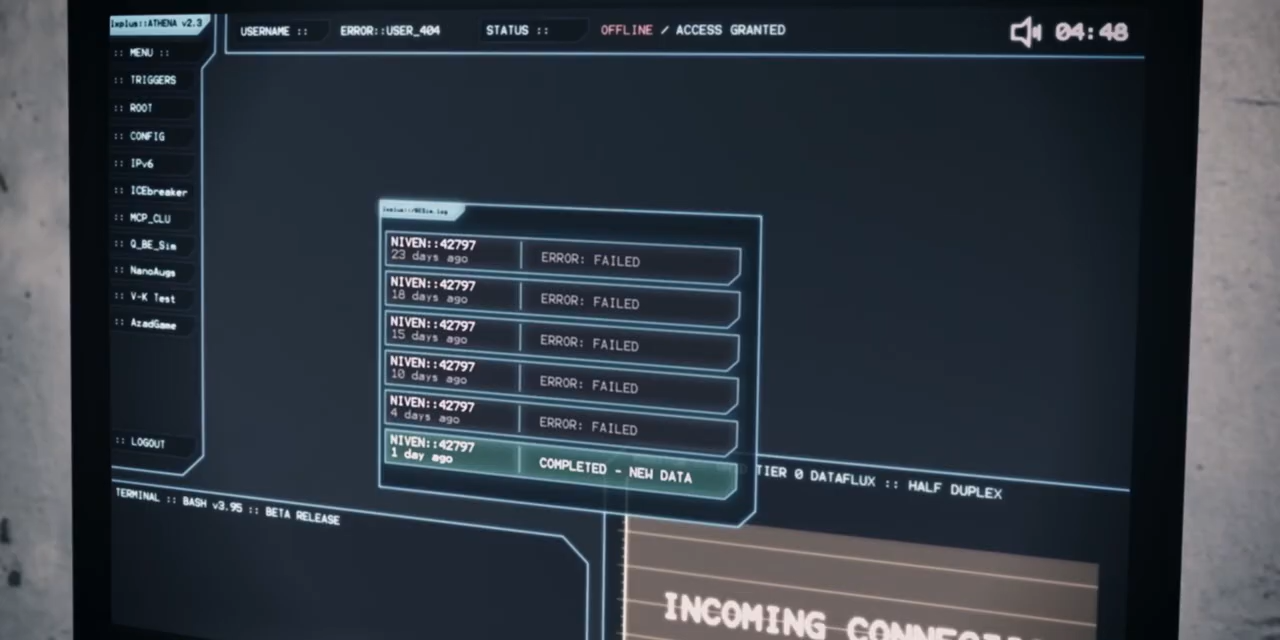 lxplus::ATHENA v2.3
USERNAME ::
ERROR::USER_404
STATUS ::
OFFLINE / ACCESS GRANTED
04:48
:: MENU ::
:: TRIGGERS
:: ROOT
:: CONFIG
:: IPv6
:: ICEbreaker
:: MCP_CLU
:: Q_BE_Sim
:: NanoAugs
:: V-K Test
:: AzadGame
:: LOGOUT
NIVEN::42797
23 days ago
ERROR: FAILED
NIVEN::42797
18 days ago
ERROR: FAILED
NIVEN::42797
15 days ago
ERROR: FAILED
NIVEN::42797
10 days ago
ERROR: FAILED
NIVEN::42797
4 days ago
ERROR: FAILED
NIVEN::42797
1 day ago
COMPLETED - NEW DATA
TIER 0 DATAFLUX :: HALF DUPLEX
TERMINAL :: BASH v3.95 :: BETA RELEASE
INCOMING